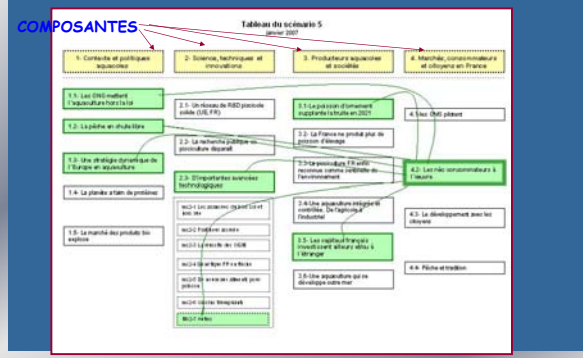 COMPOSANTES
Tableau du scénario 5
janvier 2007
1- Contexte et politiques
aquacoles
2- Science, techniques et
innovations
3. Producteurs aquacoles
et sociétés
4. Marchés, consommateurs
et citoyens en France
1.1- Les ONG mettent
l'aquaculture hors la loi
1.2- La pêche en chute libre
1.3- Une stratégie dynamique de
l'Europe en aquaculture
1.4- La planète a faim de protéines
1.5- Le marché des produits bio
explose
2.1- Un réseau de R&D piscicole
solide (UE, FR)
2.2- La recherche publique en
pisciculture disparaît
2.3- D'importantes avancées
technologiques
3.1-Le poisson d'ornement
supplante la truite en 2021
3.2- La France ne produit plus de
poisson d'élevage
3.3-La pisciculture FR enfin
reconnue comme
l'environnement
3.4-Une aquaculture intégrée et
contrôlée. De l'agricole à
l'industriel
3.5- Les capitaux français
investissent ailleurs et/ou à
l'étranger
3.6-Une aquaculture qui se
développe outre mer
4.1-les GMS pilotent
4.2- Les néo consommateurs à
l'œuvre
4.3- Le développement avec les
citoyens
4.4- Pêche et tradition